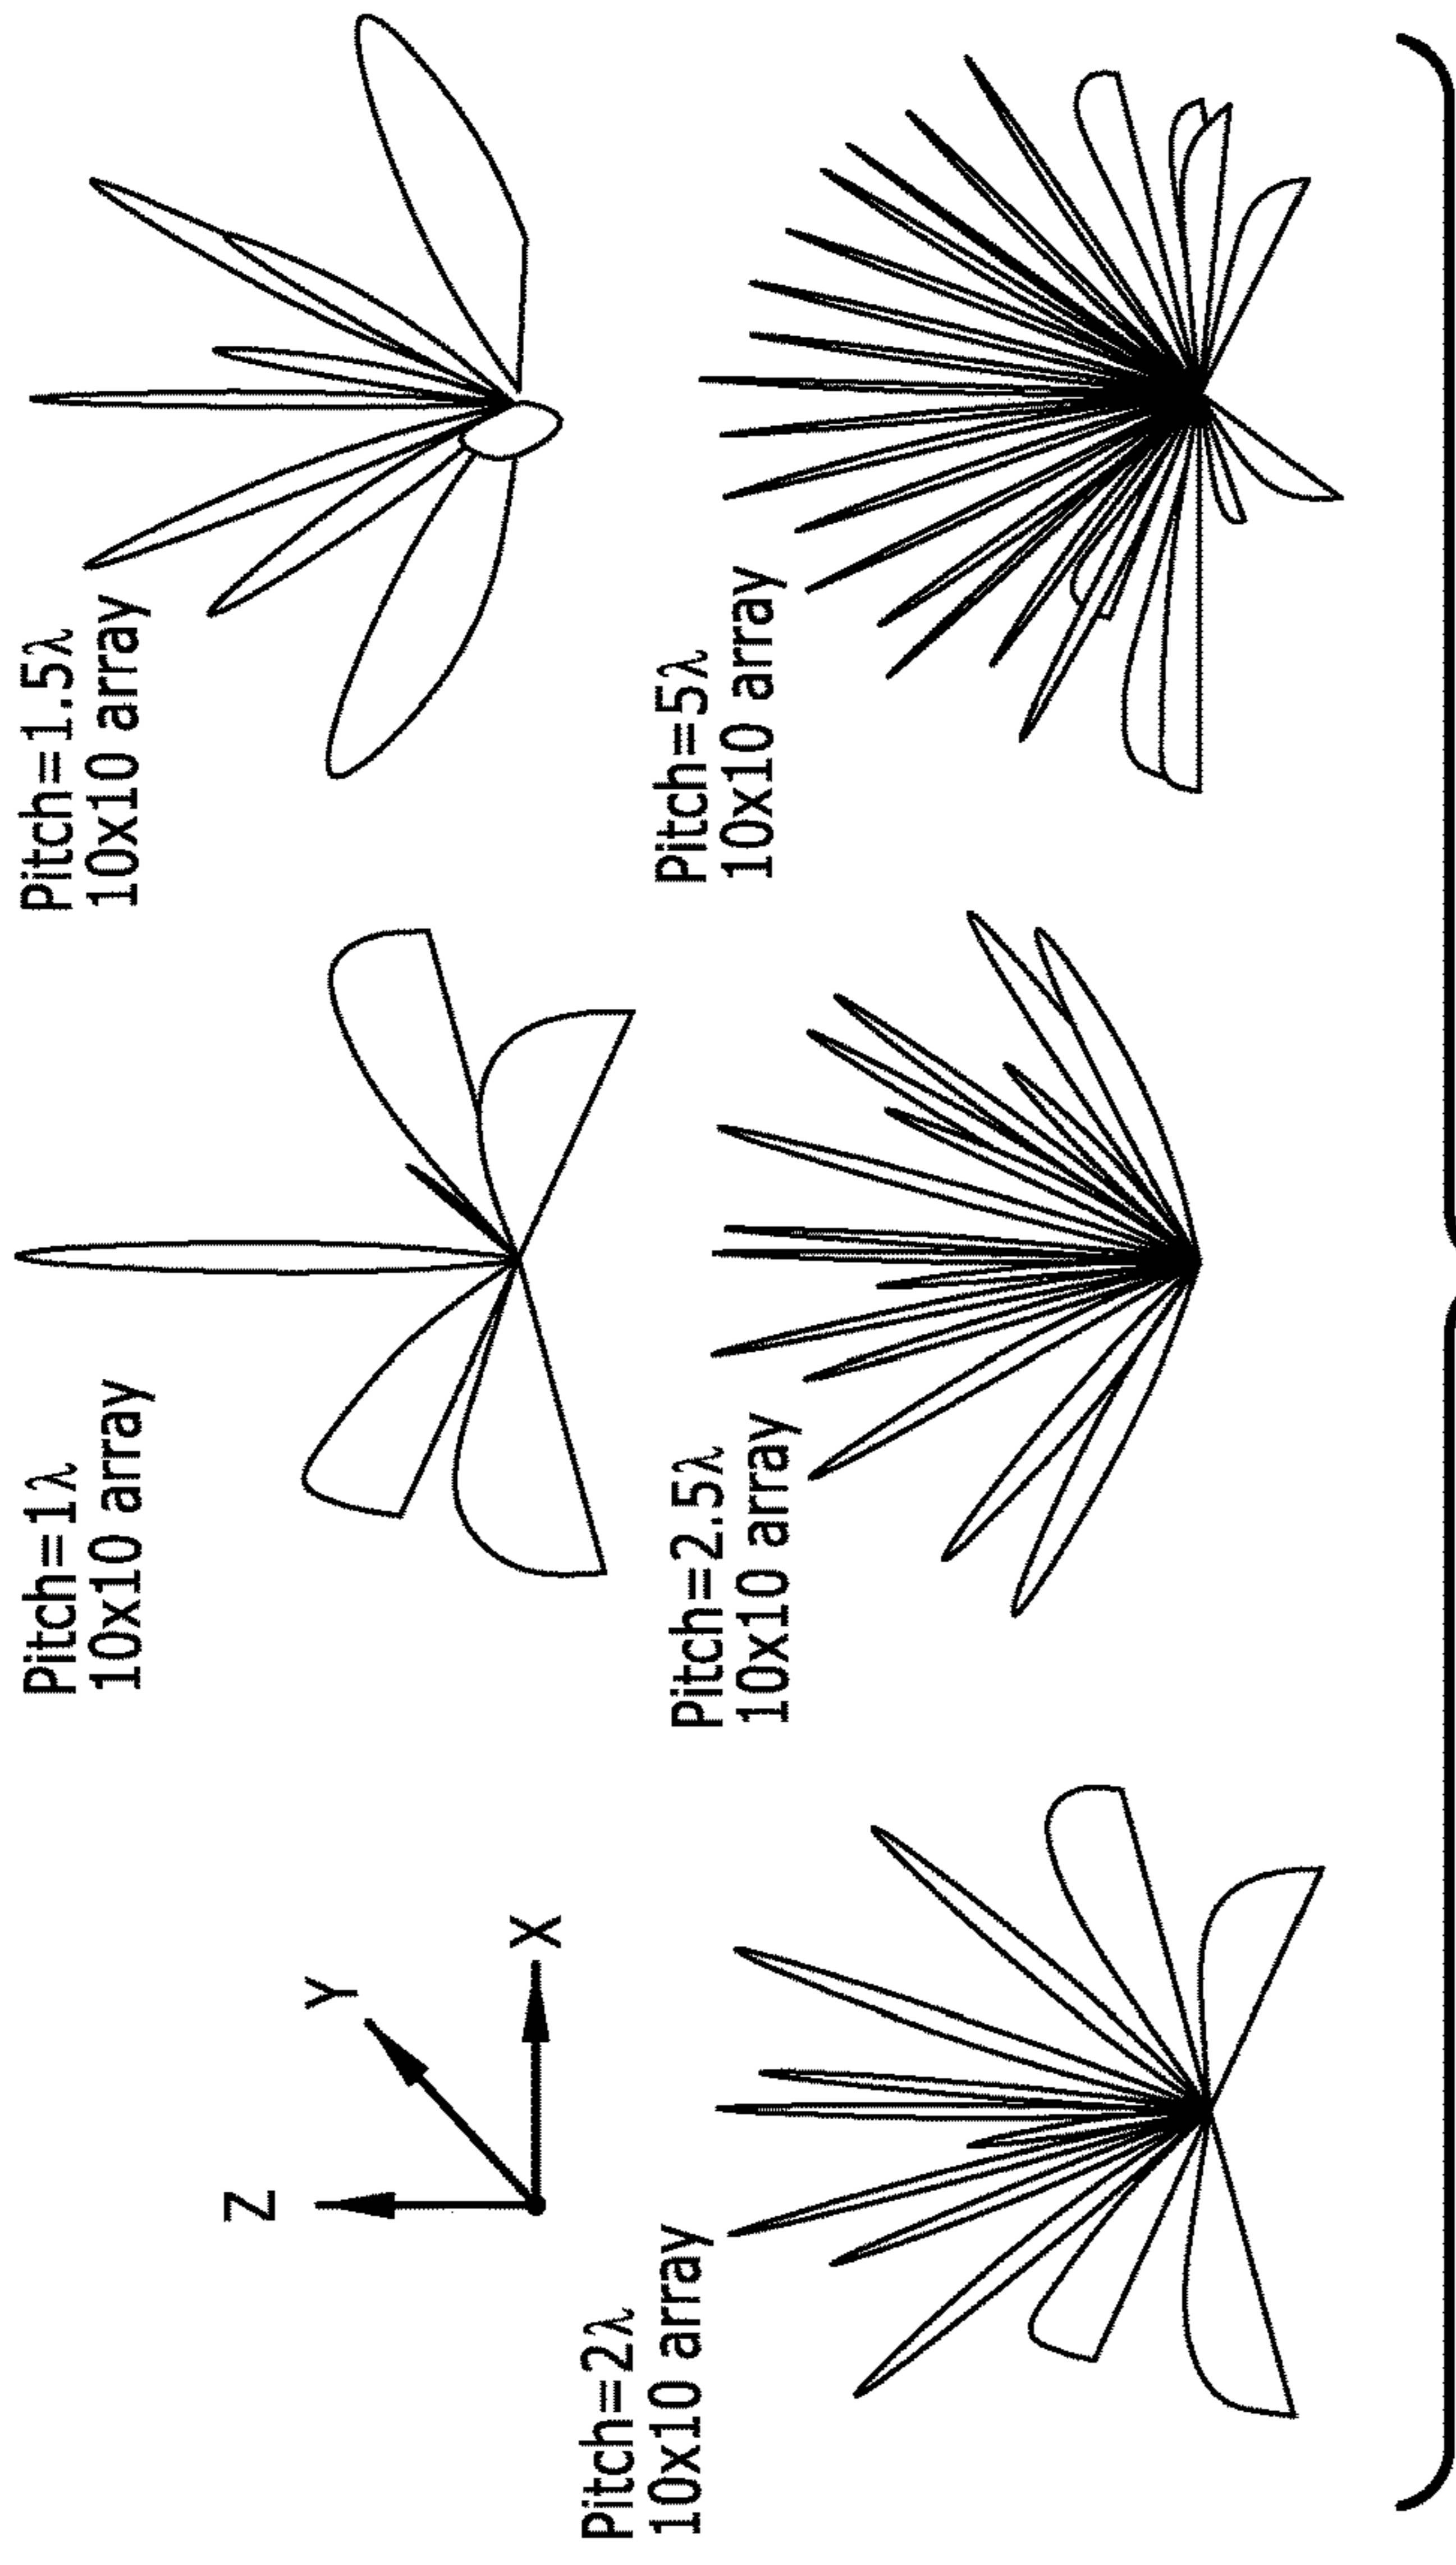 Z
Y
X
Pitch=1λ
10x10 array
Pitch=1.5λ
10x10 array
Pitch=2λ
10x10 array
Pitch=2.5λ
10x10 array
Pitch=5λ
10x10 array